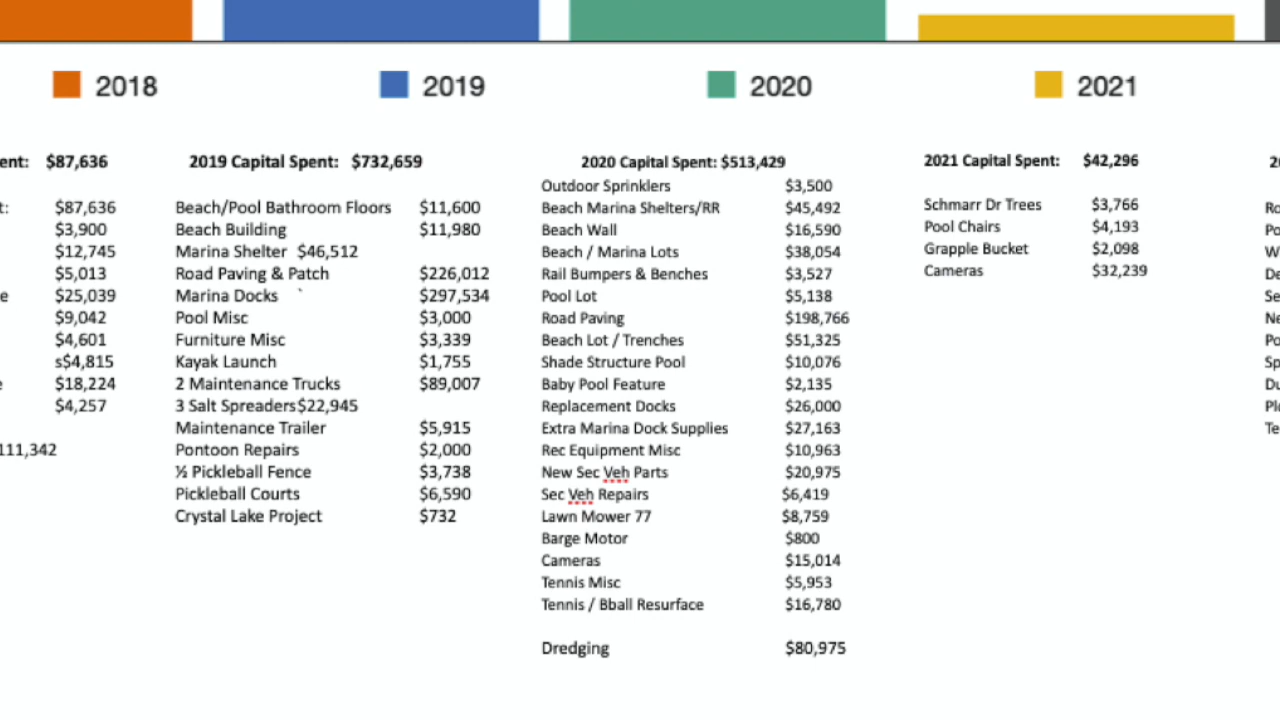 2018 2019 2020 2021
ent: $87,636
t: $87,636
$3,900
$12,745
$5,013
e $25,039
$9,042
$4,601
s$4,815
e $18,224
$4,257
111,342
2019 Capital Spent: $732,659
Beach/Pool Bathroom Floors $11,600
Beach Building $11,980
Marina Shelter $46,512
Road Paving & Patch $226,012
Marina Docks ` $297,534
Pool Misc $3,000
Furniture Misc $3,339
Kayak Launch $1,755
2 Maintenance Trucks $89,007
3 Salt Spreaders$22,945
Maintenance Trailer $5,915
Pontoon Repairs $2,000
½ Pickleball Fence $3,738
Pickleball Courts $6,590
Crystal Lake Project $732
2020 Capital Spent: $513,429
Outdoor Sprinklers $3,500
Beach Marina Shelters/RR $45,492
Beach Wall $16,590
Beach / Marina Lots $38,054
Rail Bumpers & Benches $3,527
Pool Lot $5,138
Road Paving $198,766
Beach Lot / Trenches $51,325
Shade Structure Pool $10,076
Baby Pool Feature $2,135
Replacement Docks $26,000
Extra Marina Dock Supplies $27,163
Rec Equipment Misc $10,963
New Sec Veh Parts $20,975
Sec Veh Repairs $6,419
Lawn Mower 77 $8,759
Barge Motor $800
Cameras $15,014
Tennis Misc $5,953
Tennis / Bball Resurface $16,780
Dredging $80,975
2021 Capital Spent: $42,296
Schmarr Dr Trees $3,766
Pool Chairs $4,193
Grapple Bucket $2,098
Cameras $32,239
20
Ro
Po
W
De
Se
Ne
Po
Sp
Du
Plo
Te